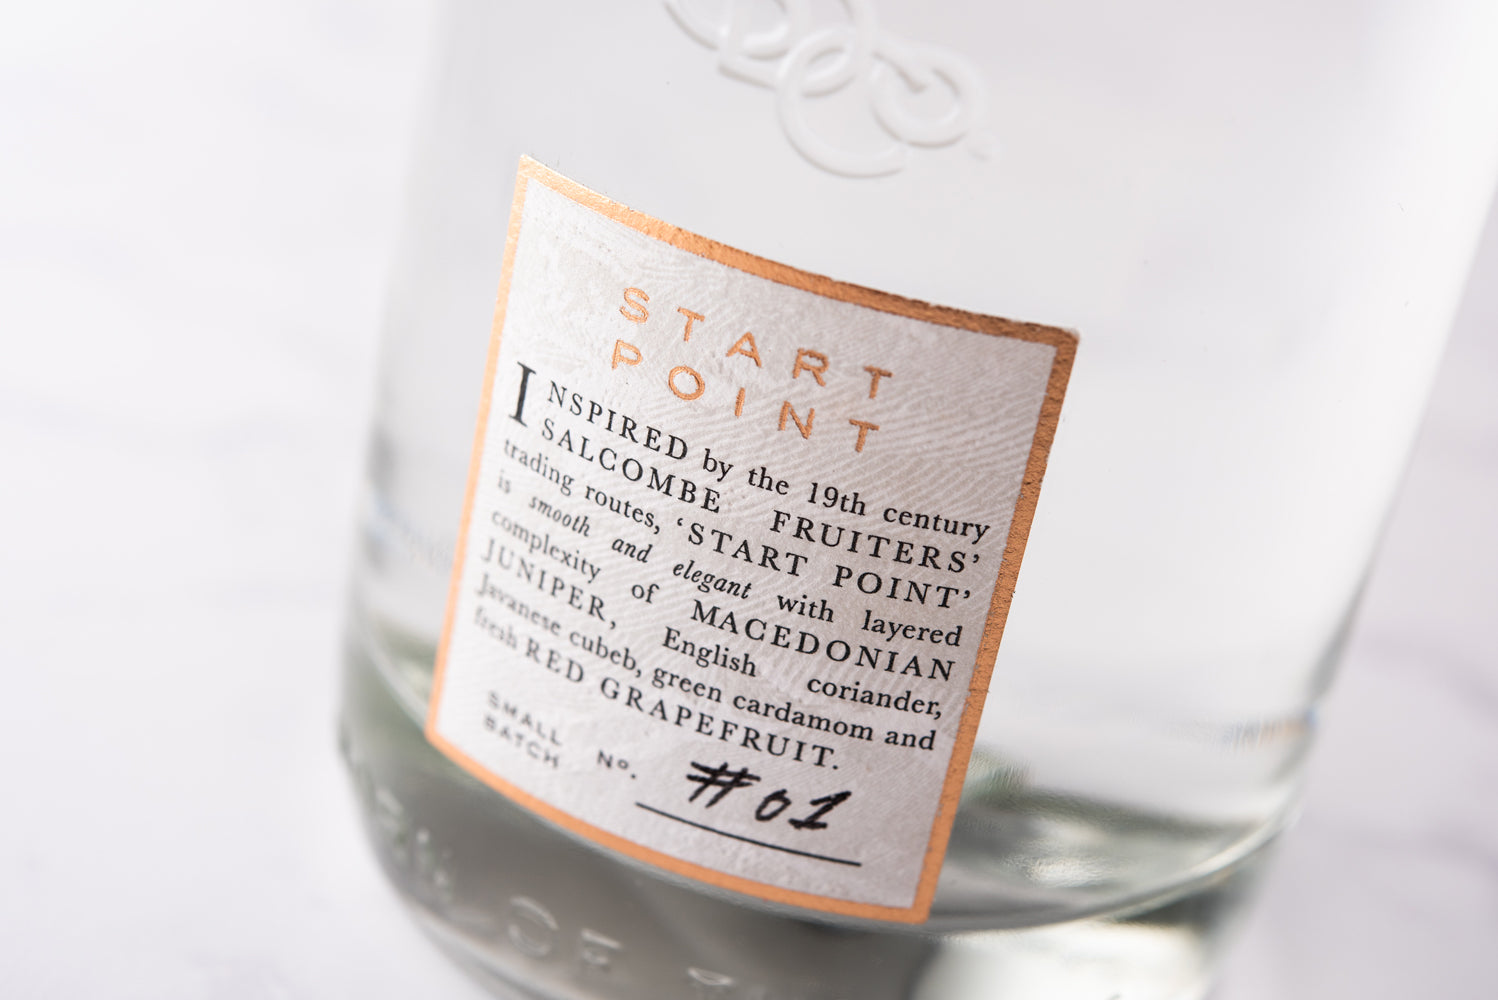 START
POINT
INSPIRED by the 19th century
SALCOMBE FRUITERS'
trading routes, 'START POINT'
is smooth and elegant with layered
complexity of MACEDONIAN
JUNIPER, English coriander,
Javanese cubeb, green cardamom and
fresh RED GRAPEFRUIT.
SMALL
BATCH Nº. #01